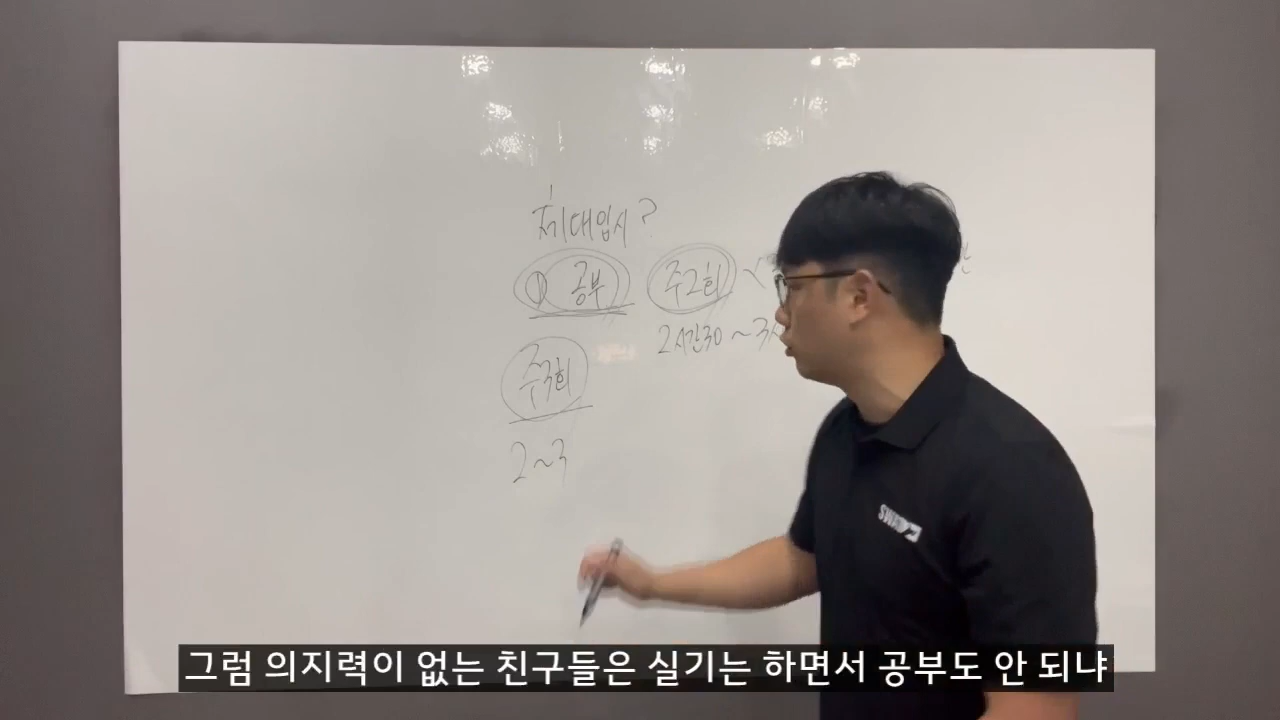 체대입시?
① 공부 주2회
2시간30 ~ 3시
주3회
2~3
그럼 의지력이 없는 친구들은 실기는 하면서 공부도 안 되냐